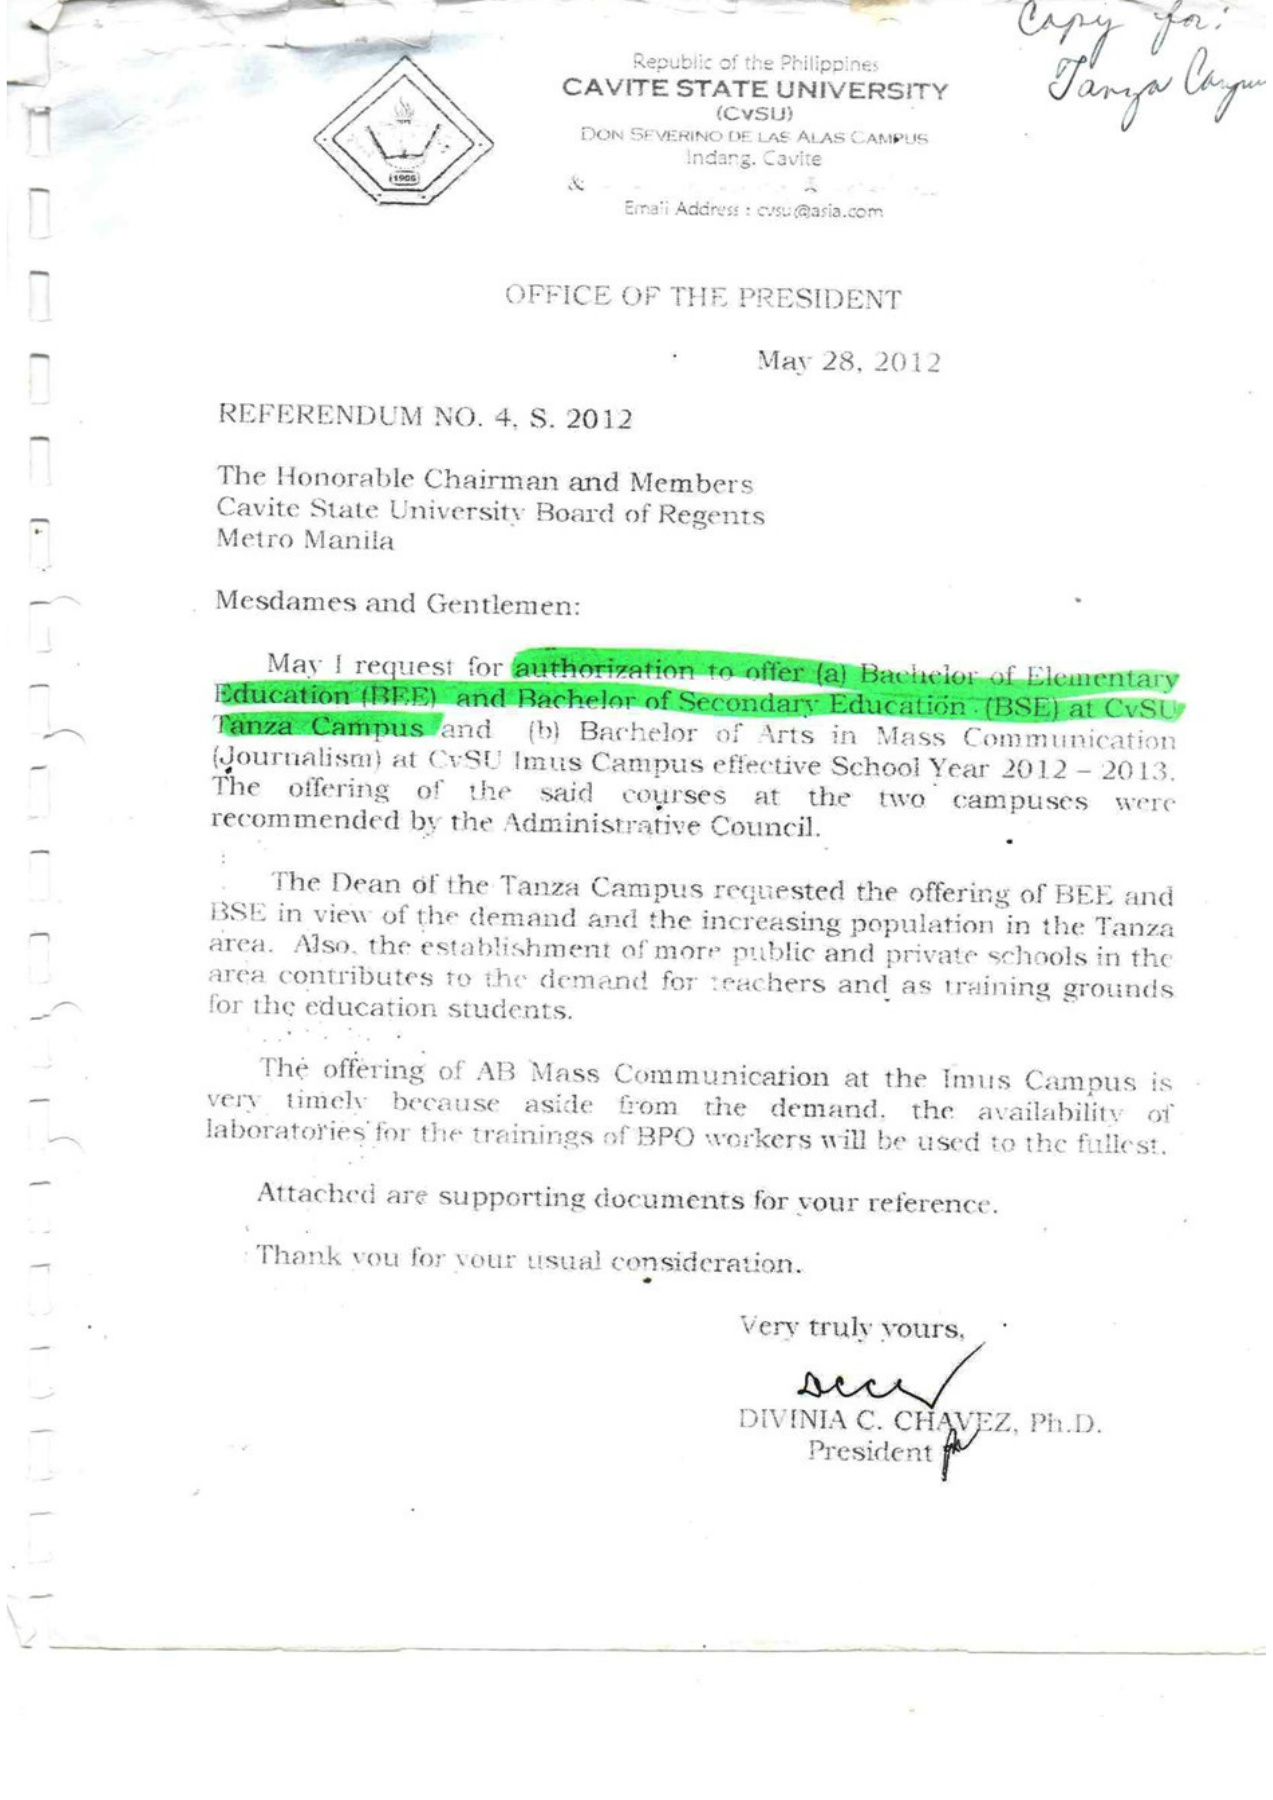 Copy for:
Tanza Campus
Republic of the Philippines
CAVITE STATE UNIVERSITY
(CvSU)
DON SEVERINO DE LAS ALAS CAMPUS
Indang, Cavite
&
Email Address : cvsu@asia.com
1906
OFFICE OF THE PRESIDENT
May 28, 2012
REFERENDUM NO. 4, S. 2012
The Honorable Chairman and Members
Cavite State University Board of Regents
Metro Manila
Mesdames and Gentlemen:
May I request for authorization to offer (a) Bachelor of Elementary
Education (BEE) and Bachelor of Secondary Education (BSE) at CvSU
Tanza Campus and (b) Bachelor of Arts in Mass Communication
(Journalism) at CvSU Imus Campus effective School Year 2012 – 2013.
The offering of the said courses at the two campuses were
recommended by the Administrative Council.
The Dean of the Tanza Campus requested the offering of BEE and
BSE in view of the demand and the increasing population in the Tanza
area. Also, the establishment of more public and private schools in the
area contributes to the demand for teachers and as training grounds
for the education students.
The offering of AB Mass Communication at the Imus Campus is
very timely because aside from the demand, the availability of
laboratories for the trainings of BPO workers will be used to the fullest.
Attached are supporting documents for your reference.
Thank you for your usual consideration.
Very truly yours,
DIVINIA C. CHAVEZ, Ph.D.
President